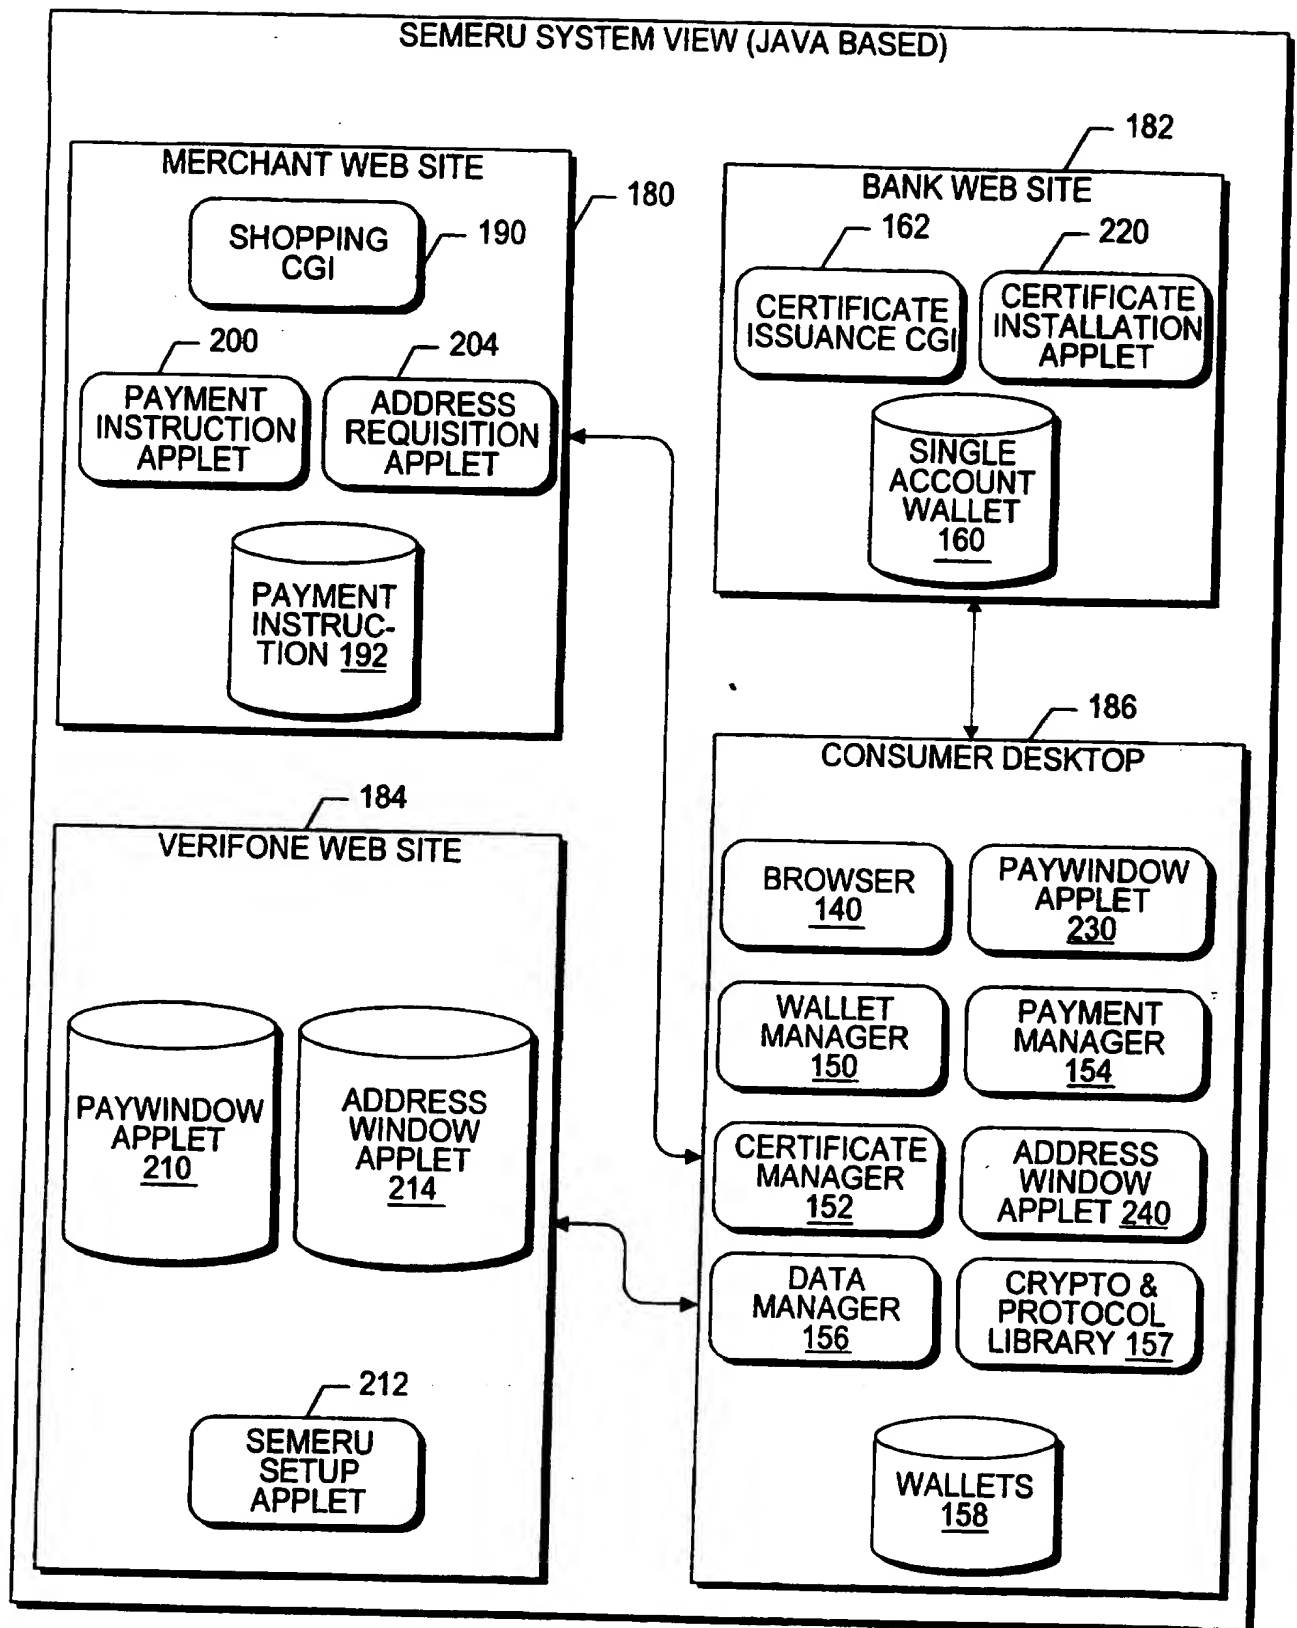 SEMERU SYSTEM VIEW (JAVA BASED)
MERCHANT WEB SITE
180
SHOPPING
CGI
190
200
PAYMENT
INSTRUCTION
APPLET
204
ADDRESS
REQUISITION
APPLET
PAYMENT
INSTRUC-
TION 192
182
BANK WEB SITE
162
CERTIFICATE
ISSUANCE CGI
220
CERTIFICATE
INSTALLATION
APPLET
SINGLE
ACCOUNT
WALLET
160
184
VERIFONE WEB SITE
PAYWINDOW
APPLET
210
ADDRESS
WINDOW
APPLET
214
212
SEMERU
SETUP
APPLET
186
CONSUMER DESKTOP
BROWSER
140
PAYWINDOW
APPLET
230
WALLET
MANAGER
150
PAYMENT
MANAGER
154
CERTIFICATE
MANAGER
152
ADDRESS
WINDOW
APPLET 240
DATA
MANAGER
156
CRYPTO &
PROTOCOL
LIBRARY 157
WALLETS
158